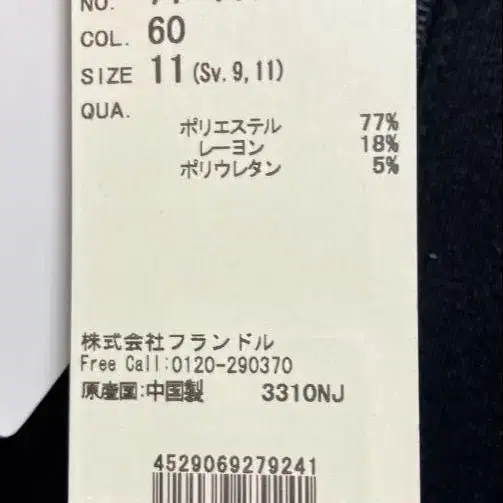 NO.
COL. 60
SIZE 11 (Sv. 9, 11)
QUA.
ポリエステル 77%
レーヨン 18%
ポリウレタン 5%
株式会社フランドル
Free Call:0120-290370
原産国:中国製 3310NJ
4529069279241